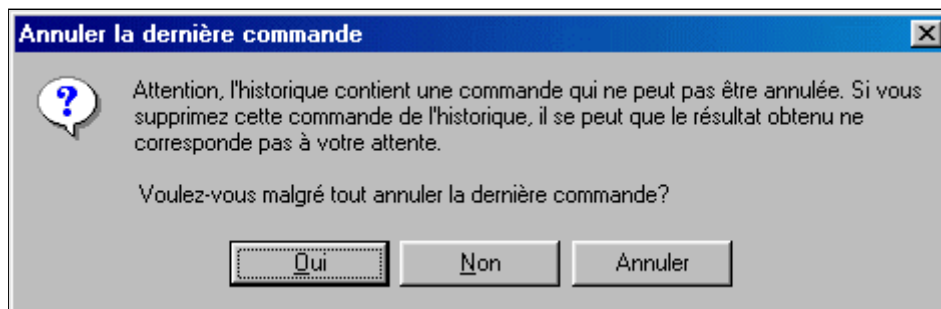 Annuler la dernière commande
Attention, l'historique contient une commande qui ne peut pas être annulée. Si vous
supprimez cette commande de l'historique, il se peut que le résultat obtenu ne
corresponde pas à votre attente.
Voulez-vous malgré tout annuler la dernière commande?
Oui Non Annuler